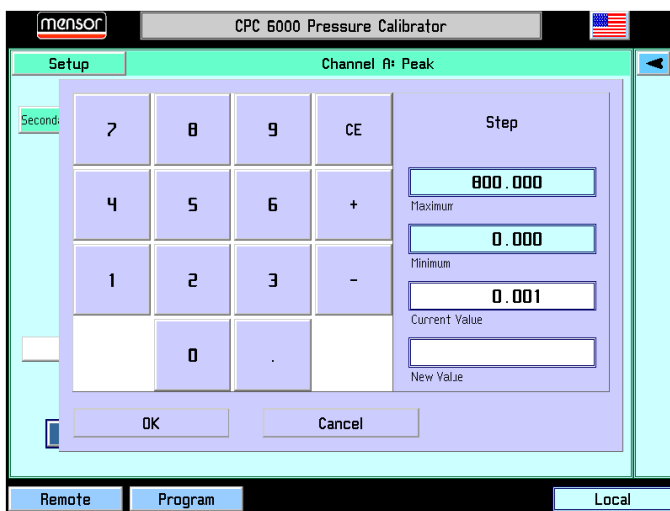 mensor
CPC 6000 Pressure Calibrator
Setup
Channel A: Peak
Step
7 8 9 CE
4 5 6 +
1 2 3 -
0 .
800.000
Maximum
0.000
Minimum
0.001
Current Value
New Value
OK
Cancel
Remote
Program
Local